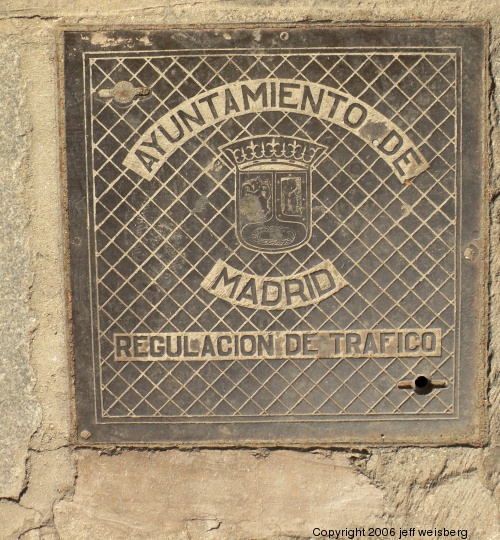 AYUNTAMIENTO DE
MADRID
REGULACION DE TRAFICO
Copyright 2006 jeff weisberg